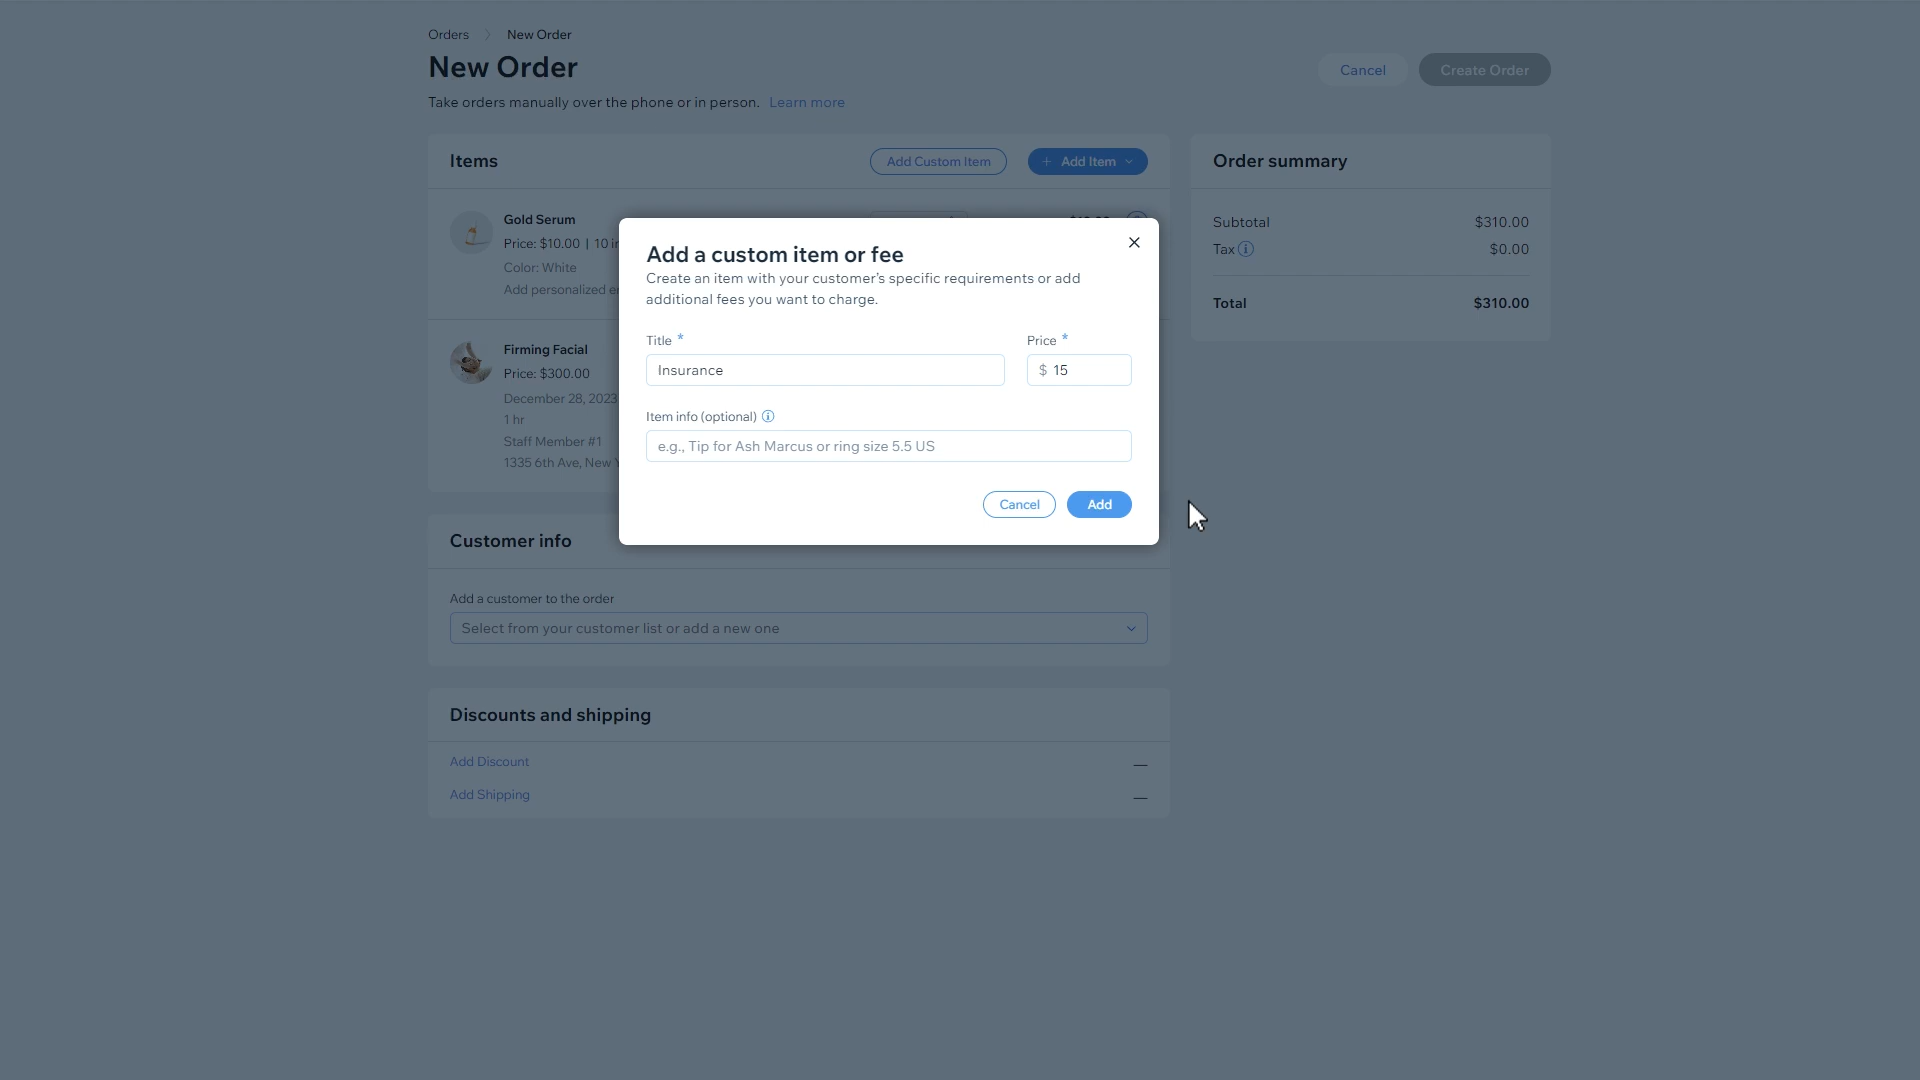 Orders
New Order
New Order
Cancel
Create Order
Take orders manually over the phone or in person. Learn more
Items
Add Custom Item
+ Add Item
Order summary
Gold Serum
Price: $10.00 | 10 in
Color: White
Add personalized
Firming Facial
Price: $300.00
December 28, 2023
1 hr
Staff Member #1
1335 6th Ave, New
Subtotal
$310.00
Tax
$0.00
Total
$310.00
Add a custom item or fee
Create an item with your customer’s specific requirements or add
additional fees you want to charge.
Title *
Price *
Insurance
$ 15
Item info (optional)
e.g., Tip for Ash Marcus or ring size 5.5 US
Cancel
Add
Customer info
Add a customer to the order
Select from your customer list or add a new one
Discounts and shipping
Add Discount
—
Add Shipping
—